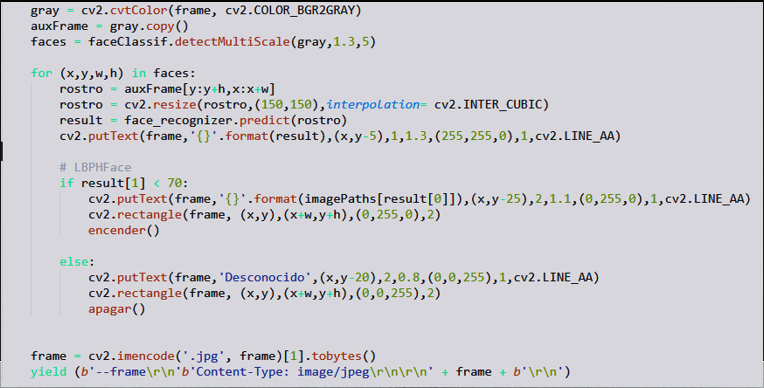 gray = cv2.cvtColor(frame, cv2.COLOR_BGR2GRAY)
auxFrame = gray.copy()
faces = faceClassif.detectMultiScale(gray,1.3,5)

for (x,y,w,h) in faces:
    rostro = auxFrame[y:y+h,x:x+w]
    rostro = cv2.resize(rostro,(150,150),interpolation= cv2.INTER_CUBIC)
    result = face_recognizer.predict(rostro)
    cv2.putText(frame,'{}'.format(result),(x,y-5),1,1.3,(255,255,0),1,cv2.LINE_AA)

    # LBPHFace
    if result[1] < 70:
        cv2.putText(frame,'{}'.format(imagePaths[result[0]]),(x,y-25),2,1.1,(0,255,0),1,cv2.LINE_AA)
        cv2.rectangle(frame, (x,y),(x+w,y+h),(0,255,0),2)
        encender()

    else:
        cv2.putText(frame,'Desconocido',(x,y-20),2,0.8,(0,0,255),1,cv2.LINE_AA)
        cv2.rectangle(frame, (x,y),(x+w,y+h),(0,0,255),2)
        apagar()

frame = cv2.imencode('.jpg', frame)[1].tobytes()
yield (b'--frame\r\n'b'Content-Type: image/jpeg\r\n\r\n' + frame + b'\r\n')